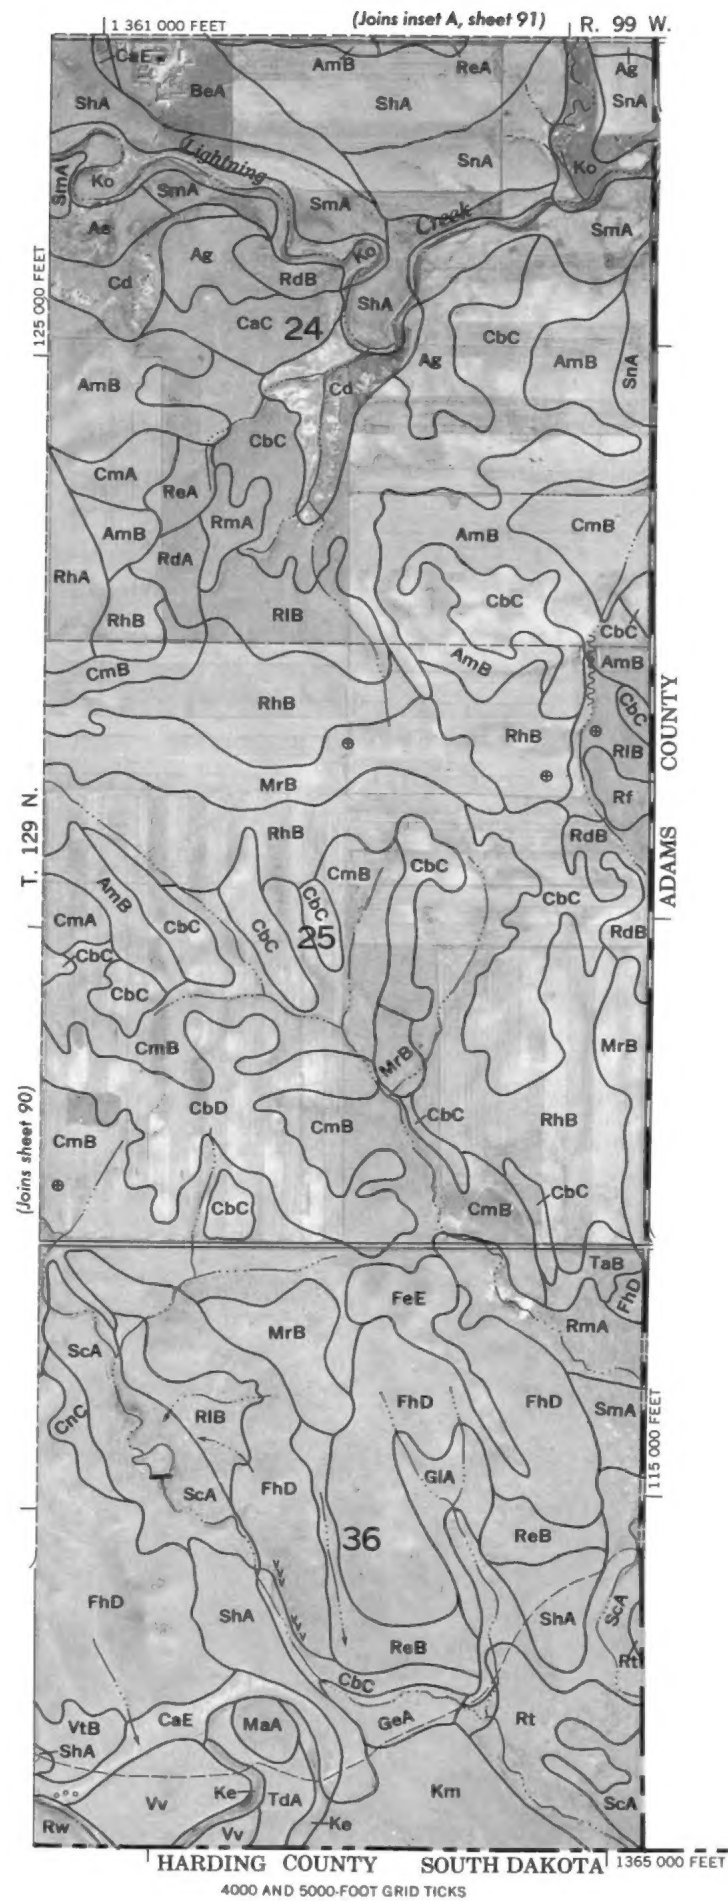 1 361 000 FEET
(Joins inset A, sheet 91)
R. 99 W.
CaE
AmB
ReA
Ag
BeA
ShA
ShA
SnA
Lightning
SnA
Ko
SmA
Ko
SmA
SmA
Creek
SmA
Ag
Ko
RdB
Cd
ShA
125 000 FEET
CaC
24
CbC
Ag
AmB
SnA
AmB
Cd
CbC
CmA
ReA
RmA
AmB
CmB
AmB
RdA
RhA
CbC
RhB
RlB
CbC
AmB
AmB
CmB
CbC
RhB
RhB
RlB
COUNTY
MrB
Rf
T. 129 N.
RhB
RdB
ADAMS
CmB
CbC
AmB
CbC
CbC
CmA
CbC
CbC
25
RdB
CbC
CbC
CmB
MrB
MrB
(Joins sheet 90)
CbD
CbC
CmB
RhB
CmB
CbC
CbC
CmB
TaB
FeE
FhD
MrB
RmA
ScA
CnC
RlB
FhD
FhD
SmA
115 000 FEET
GlA
ScA
FhD
36
ReB
FhD
ShA
ShA
ScA
ReB
Rt
CbC
VtB
CaE
MaA
GeA
Rt
ShA
Ke
Km
Vv
TdA
ScA
Rw
Vv
Ke
HARDING COUNTY SOUTH DAKOTA
1365 000 FEET
4000 AND 5000-FOOT GRID TICKS